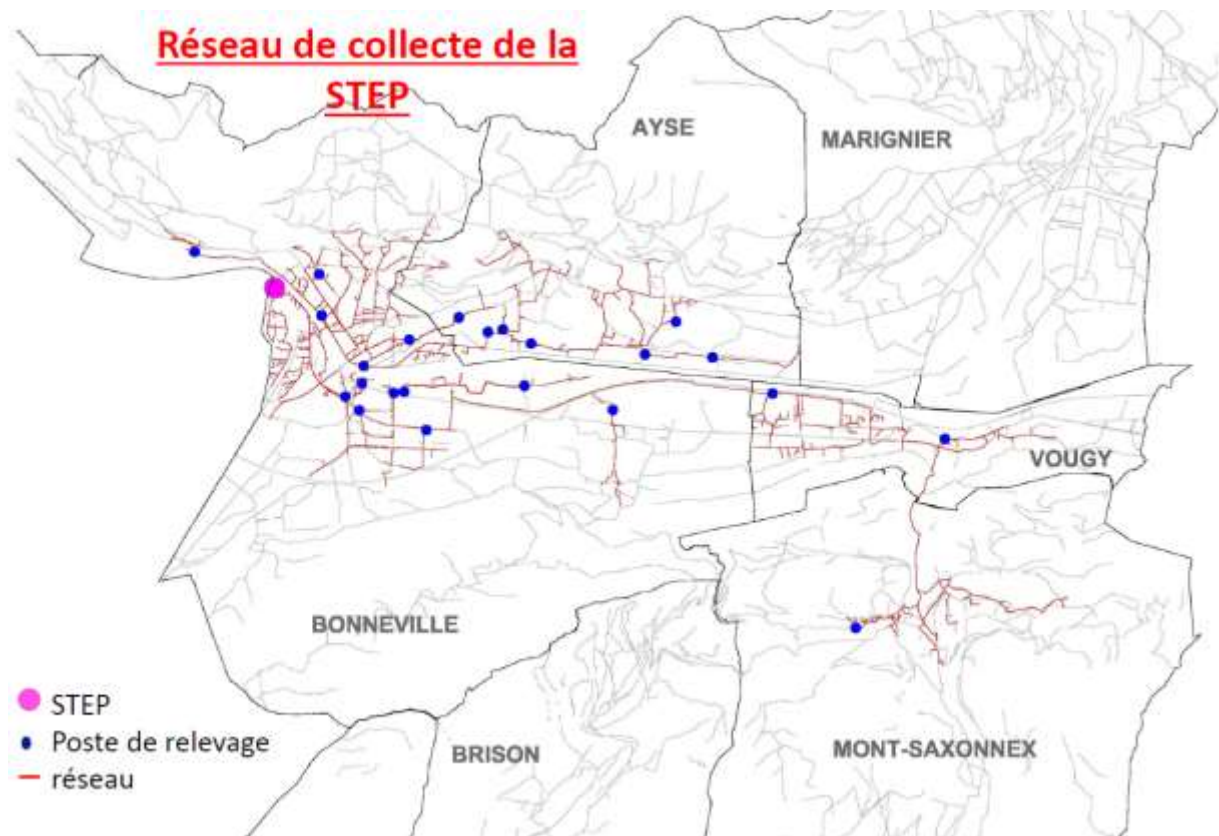 Réseau de collecte de la
STEP
AYSE
MARIGNIER
VOUGY
BONNEVILLE
BRISON
MONT-SAXONNEX
STEP
Poste de relevage
réseau